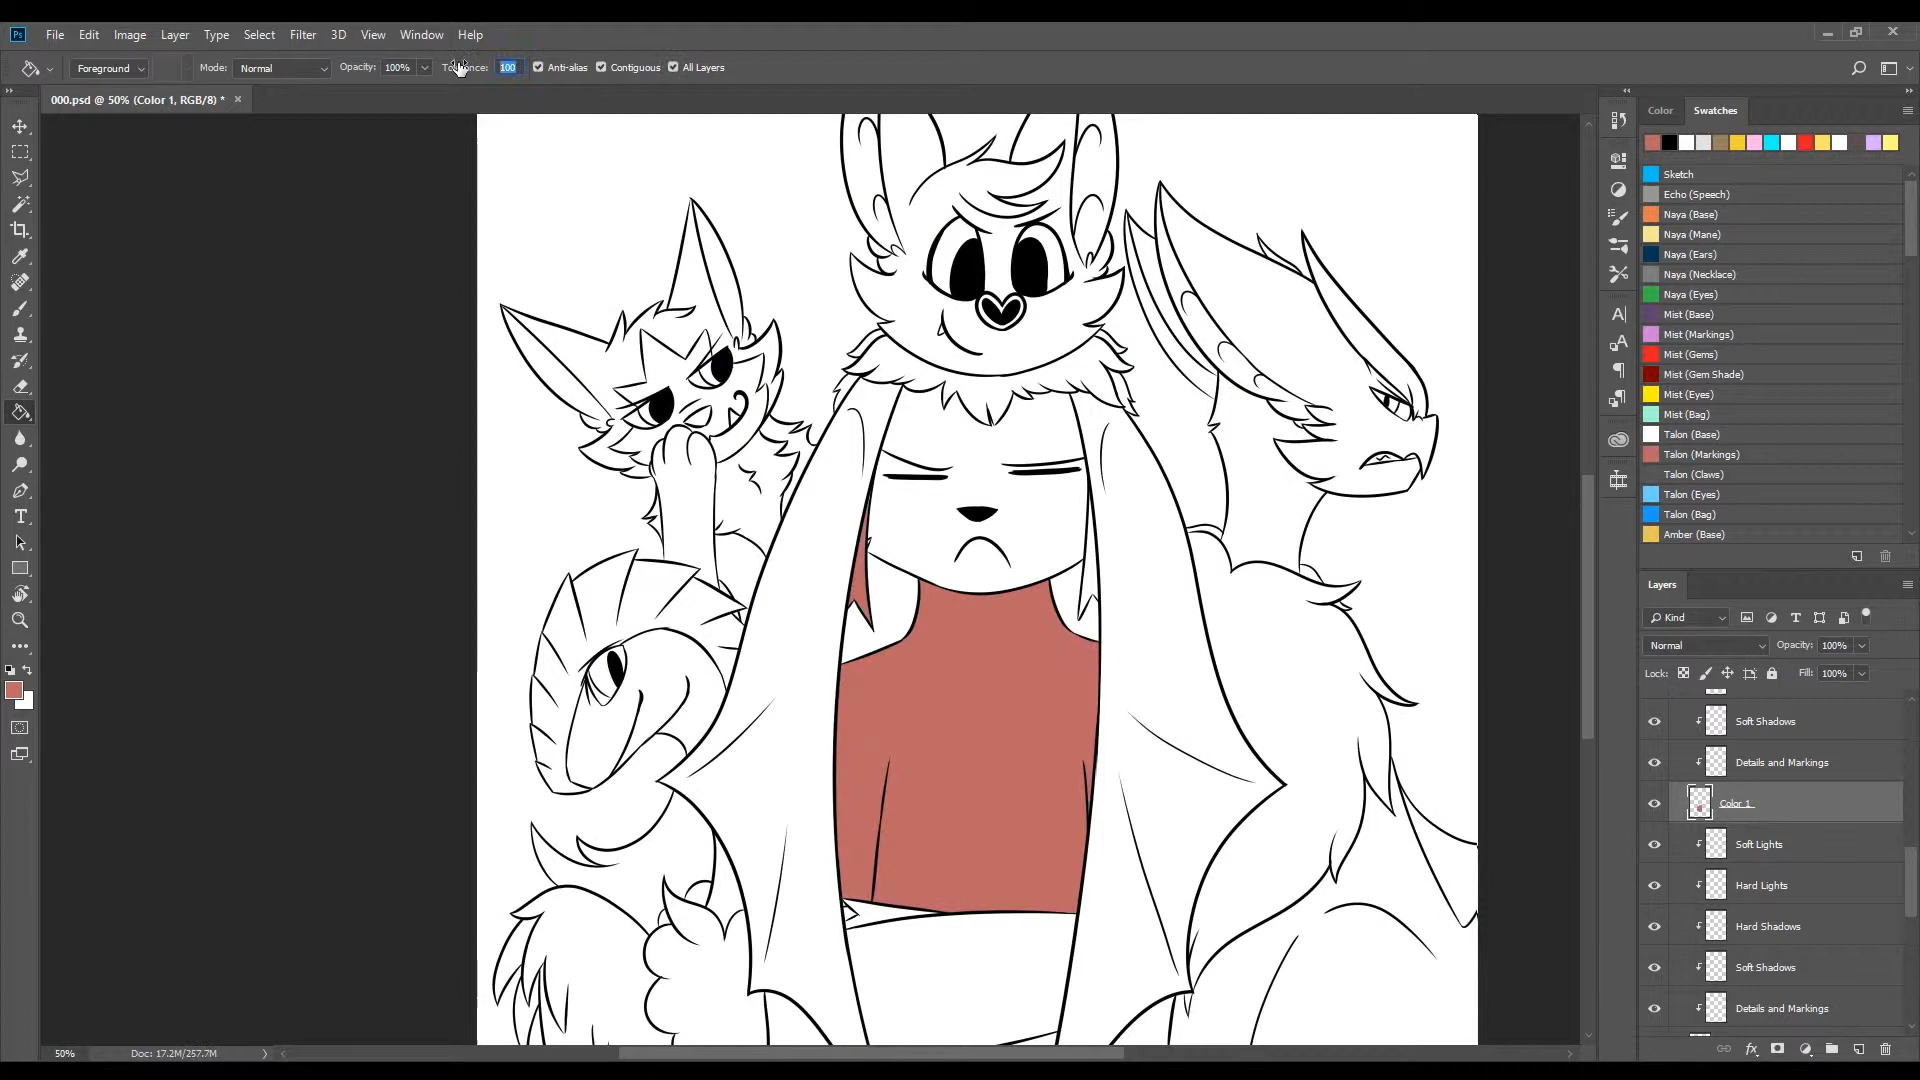 Ps File Edit Image Layer Type Select Filter 3D View Window Help
Foreground Mode: Normal Opacity: 100% 100 Anti-alias Contiguous All Layers
000.psd @ 50% (Color 1, RGB/8) * ×
Color Swatches
Sketch
Echo (Speech)
Naya (Base)
Naya (Mane)
Naya (Ears)
Naya (Necklace)
Naya (Eyes)
Mist (Base)
Mist (Markings)
Mist (Gems)
Mist (Gem Shade)
Mist (Eyes)
Mist (Bag)
Talon (Base)
Talon (Markings)
Talon (Claws)
Talon (Eyes)
Talon (Bag)
Amber (Base)
Layers
Kind
Normal Opacity: 100%
Lock: Fill: 100%
Soft Shadows
Details and Markings
Color 1
Soft Lights
Hard Lights
Hard Shadows
Soft Shadows
Details and Markings
50% Doc: 17.2M/257.7M